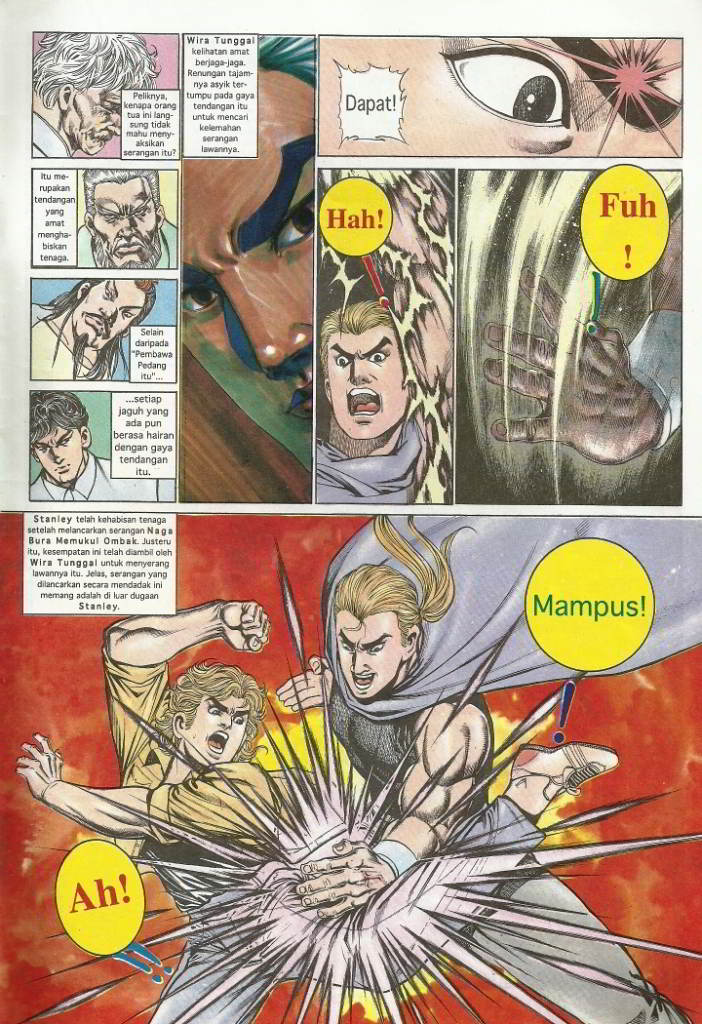 Peliknya,
kenapa orang
tua ini lang-
sung tidak
mahu meny-
aksikan
serangan itu?
Wira Tunggal
kelihatan amat
berjaga-jaga.
Renungan tajam-
nya asyik ter-
tumpu pada gaya
tendangan itu
untuk mencari
kelemahan
serangan
lawannya.
Dapat!
Itu me-
rupakan
tendangan
yang
amat
mengha-
biskan
tenaga.
Selain
daripada
"Pembawa
Pedang
itu"...
...setiap
jaguh yang
ada pun
berasa hairan
dengan gaya
tendangan
itu.
Hah!
Fuh
!
Stanley telah kehabisan tenaga
setelah melancarkan serangan Naga
Bura Memukul Ombak. Justeru
itu, kesempatan ini telah diambil oleh
Wira Tunggal untuk menyerang
lawannya itu. Jelas, serangan yang
dilancarkan secara mendadak ini
memang adalah di luar dugaan
Stanley.
Mampus!
!
Ah!
!!